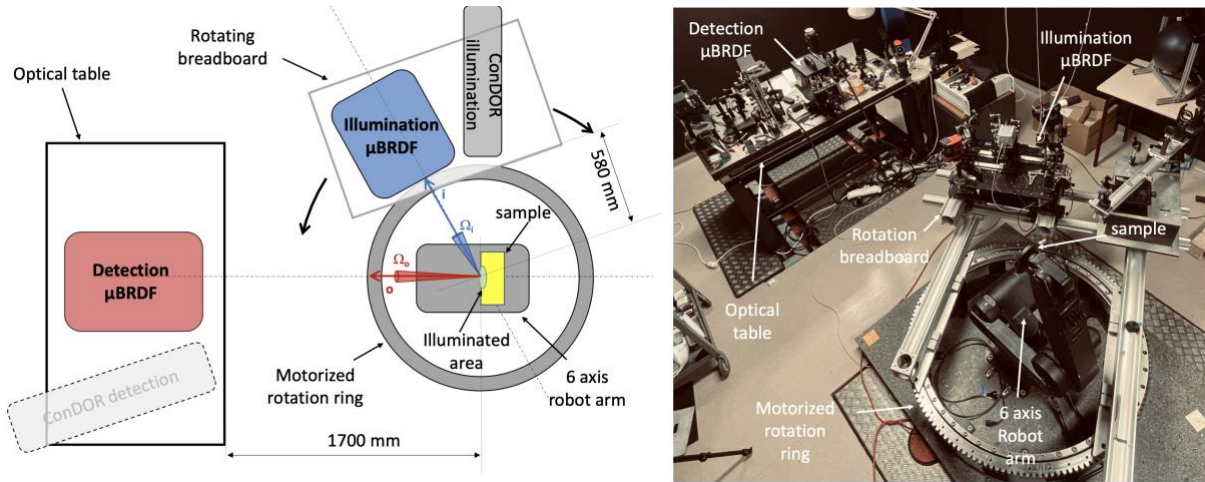 Optical table
Rotating
breadboard
ConDOR
illumination
Illumination
µBRDF
580 mm
i
Ωi
sample
Ωo
o
Detection
µBRDF
Illuminated
area
ConDOR detection
Motorized
rotation ring
6 axis
robot arm
1700 mm
Detection
µBRDF
Illumination
µBRDF
sample
Rotation
breadboard
Optical
table
Motorized
rotation
ring
6 axis
Robot
arm